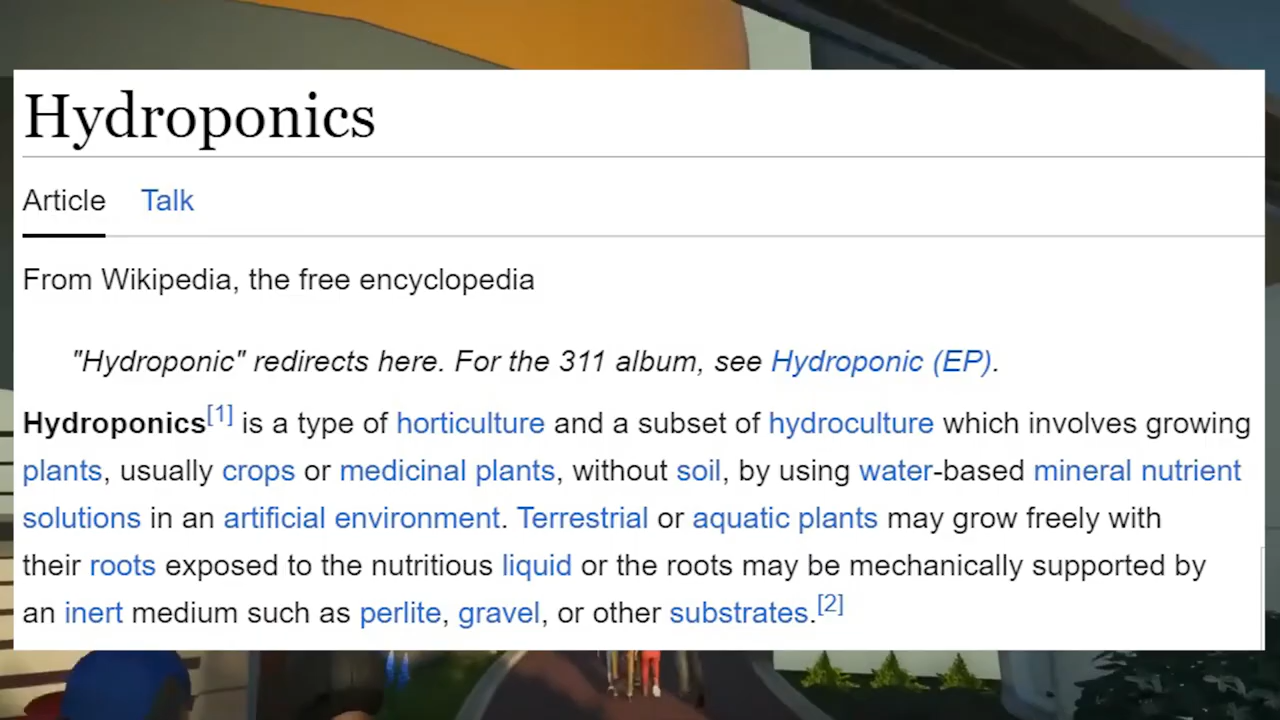 Hydroponics
Article Talk
From Wikipedia, the free encyclopedia
"Hydroponic" redirects here. For the 311 album, see Hydroponic (EP).
Hydroponics[1] is a type of horticulture and a subset of hydroculture which involves growing
plants, usually crops or medicinal plants, without soil, by using water-based mineral nutrient
solutions in an artificial environment. Terrestrial or aquatic plants may grow freely with
their roots exposed to the nutritious liquid or the roots may be mechanically supported by
an inert medium such as perlite, gravel, or other substrates.[2]